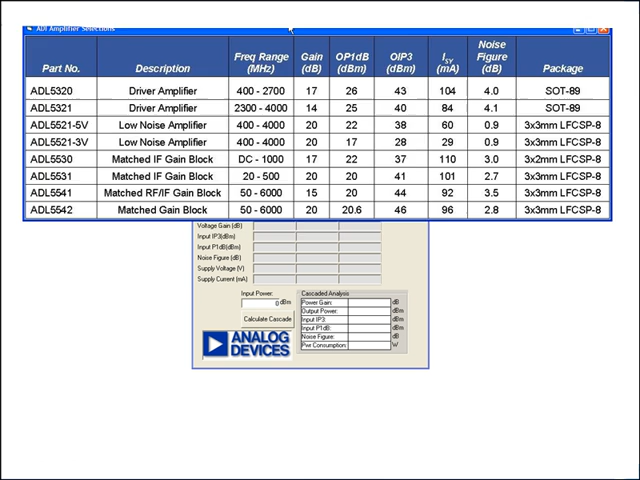 ADI Amplifier Selections
Part No. Description Freq Range (MHz) Gain (dB) OP1dB (dBm) OIP3 (dBm) ISY (mA) Noise Figure (dB) Package
ADL5320 Driver Amplifier 400 - 2700 17 26 43 104 4.0 SOT-89
ADL5321 Driver Amplifier 2300 - 4000 14 25 40 84 4.1 SOT-89
ADL5521-5V Low Noise Amplifier 400 - 4000 20 22 38 60 0.9 3x3mm LFCSP-8
ADL5521-3V Low Noise Amplifier 400 - 4000 20 17 28 29 0.9 3x3mm LFCSP-8
ADL5530 Matched IF Gain Block DC - 1000 17 22 37 110 3.0 3x2mm LFCSP-8
ADL5531 Matched IF Gain Block 20 - 500 20 20 41 101 2.7 3x3mm LFCSP-8
ADL5541 Matched RF/IF Gain Block 50 - 6000 15 20 44 92 3.5 3x3mm LFCSP-8
ADL5542 Matched Gain Block 50 - 6000 20 20.6 46 96 2.8 3x3mm LFCSP-8
Voltage Gain (dB)
Input IP3(dBm)
Input P1dB(dBm)
Noise Figure (dB)
Supply Voltage (V)
Supply Current (mA)
Input Power:
0 dBm
Calculate Cascade
Cascaded Analysis
Power Gain: dB
Output Power: dBm
Input IP3: dBm
Input P1dB: dBm
Noise Figure: dB
Pwr Consumption: W
ANALOG
DEVICES